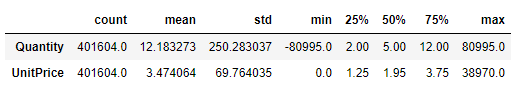 count mean std min 25% 50% 75% max
Quantity 401604.0 12.183273 250.283037 -80995.0 2.00 5.00 12.00 80995.0
UnitPrice 401604.0 3.474064 69.764035 0.0 1.25 1.95 3.75 38970.0